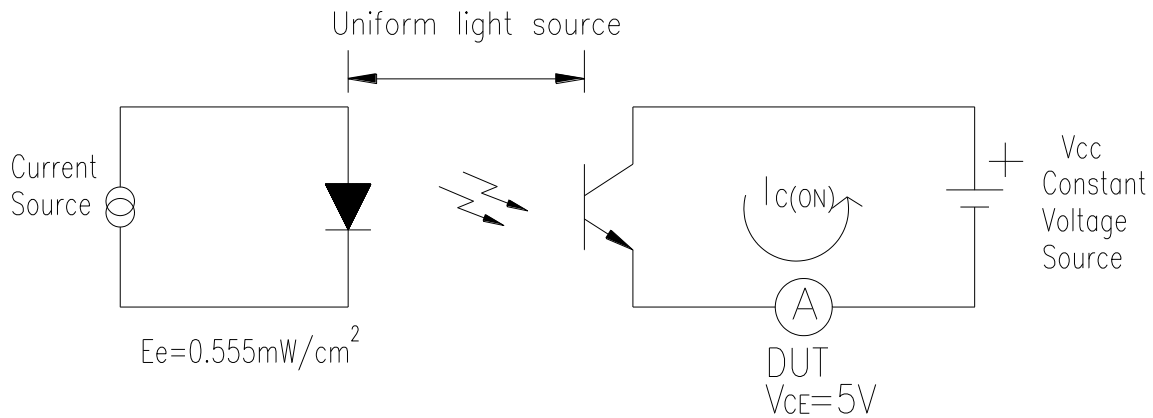 Uniform light source
Current
Source
IC(ON)
+
Vcc
Constant
Voltage
Source
A
Ee=0.555mW/cm²
DUT
VCE=5V